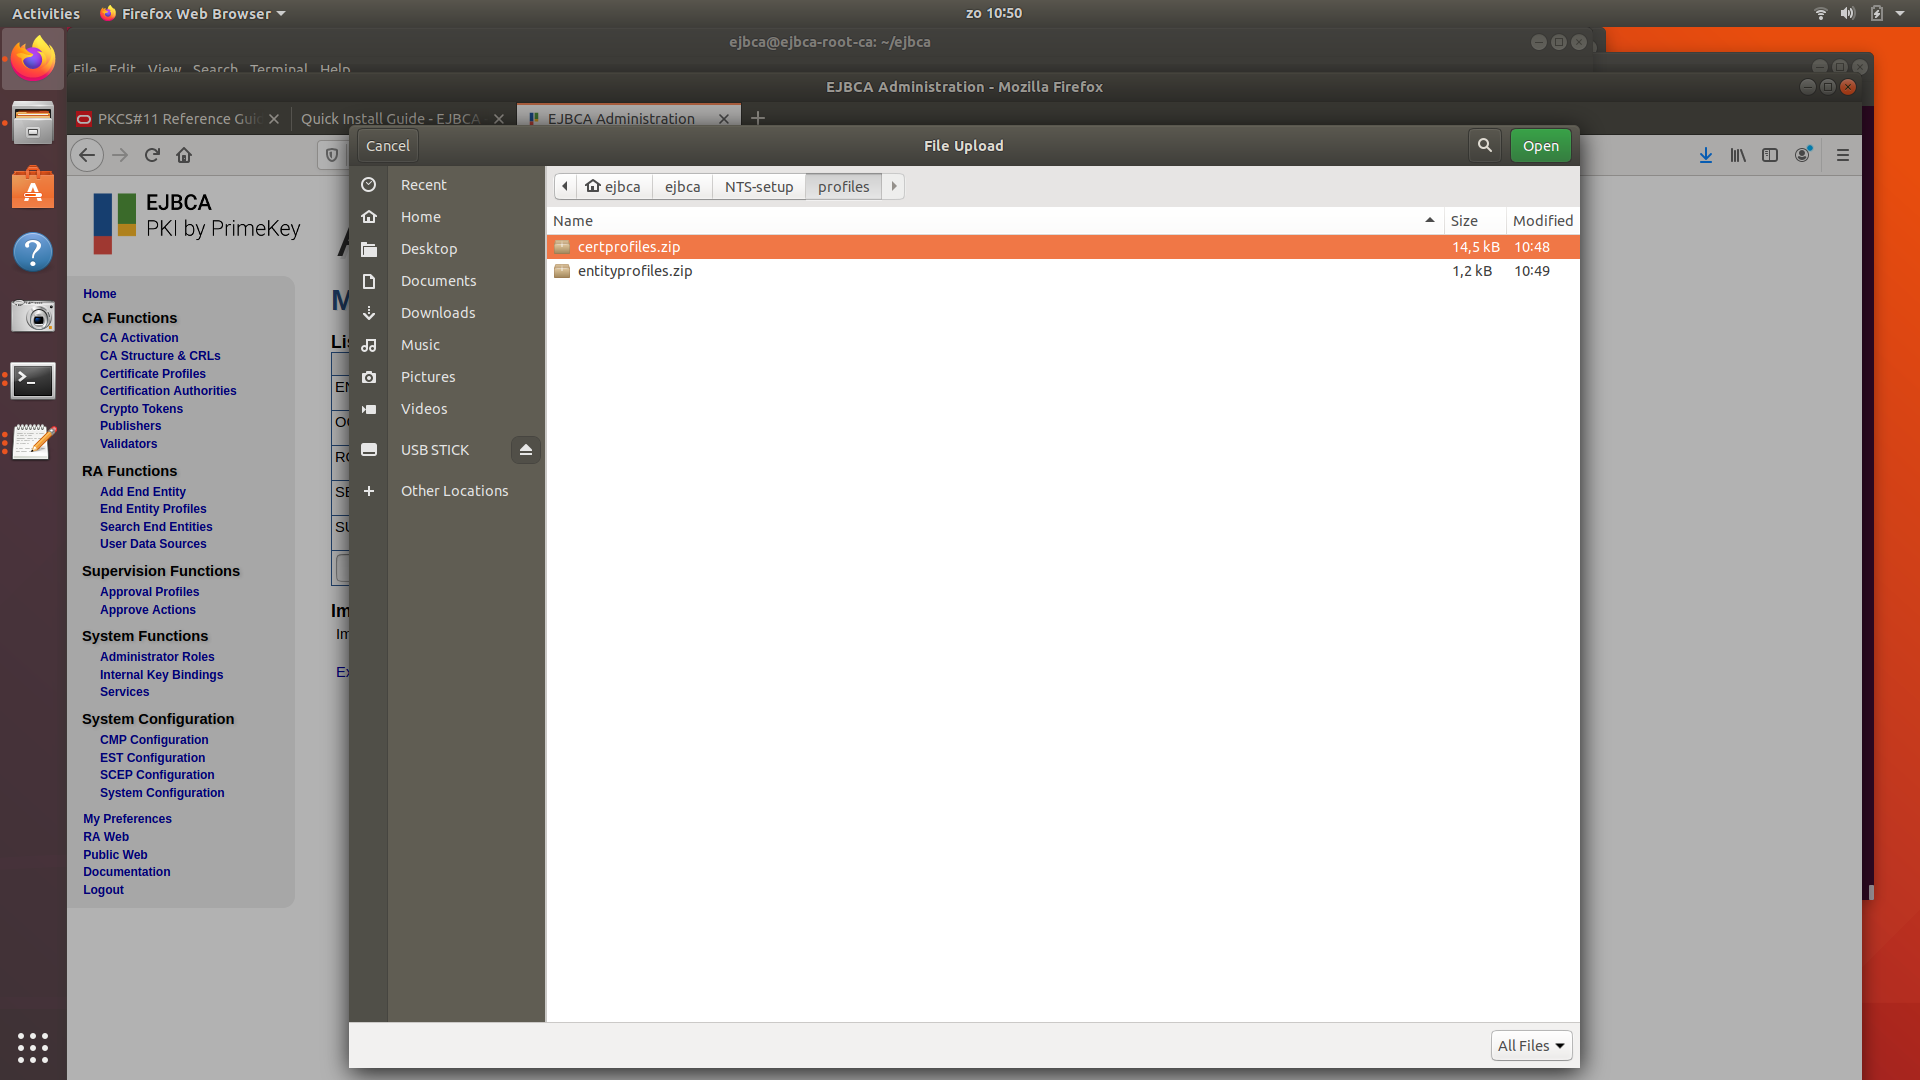 Activities
Firefox Web Browser
zo 10:50
ejbca@ejbca-root-ca: ~/ejbca
File Edit View Search Terminal Help
EJBCA Administration - Mozilla Firefox
PKCS#11 Reference Gui
Quick Install Guide - EJBCA
EJBCA Administration
Cancel
File Upload
Open
EJBCA
PKI by PrimeKey
Home
CA Functions
CA Activation
CA Structure & CRLs
Certificate Profiles
Certification Authorities
Crypto Tokens
Publishers
Validators
RA Functions
Add End Entity
End Entity Profiles
Search End Entities
User Data Sources
Supervision Functions
Approval Profiles
Approve Actions
System Functions
Administrator Roles
Internal Key Bindings
Services
System Configuration
CMP Configuration
EST Configuration
SCEP Configuration
System Configuration
My Preferences
RA Web
Public Web
Documentation
Logout
Recent
Home
Desktop
Documents
Downloads
Music
Pictures
Videos
USB STICK
Other Locations
ejbca ejbca NTS-setup profiles
Name Size Modified
certprofiles.zip 14,5 kB 10:48
entityprofiles.zip 1,2 kB 10:49
All Files